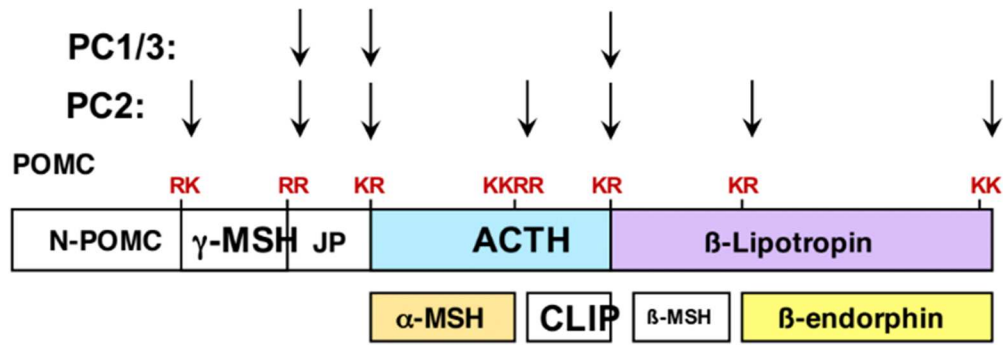 PC1/3:
PC2:
POMC
RK RR KR KKRR KR KR KK
N-POMC γ-MSH JP ACTH ß-Lipotropin
α-MSH CLIP ß-MSH ß-endorphin